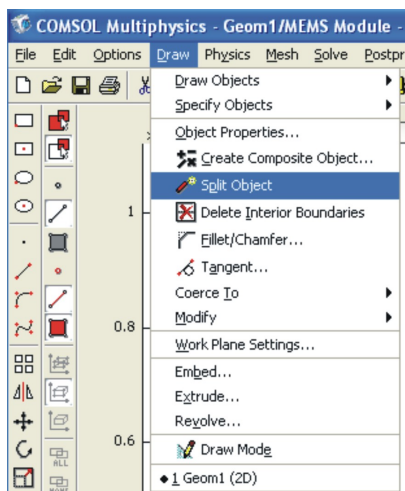 COMSOL Multiphysics - Geom1/MEMS Module -
File Edit Options Draw Physics Mesh Solve Postpr
Draw Objects
Specify Objects
Object Properties...
Create Composite Object...
Split Object
1
Delete Interior Boundaries
Fillet/Chamfer...
Tangent...
Coerce To
0.8
Modify
Work Plane Settings...
Embed...
Extrude...
Revolve...
0.6
Draw Mode
ALL
1 Geom1 (2D)